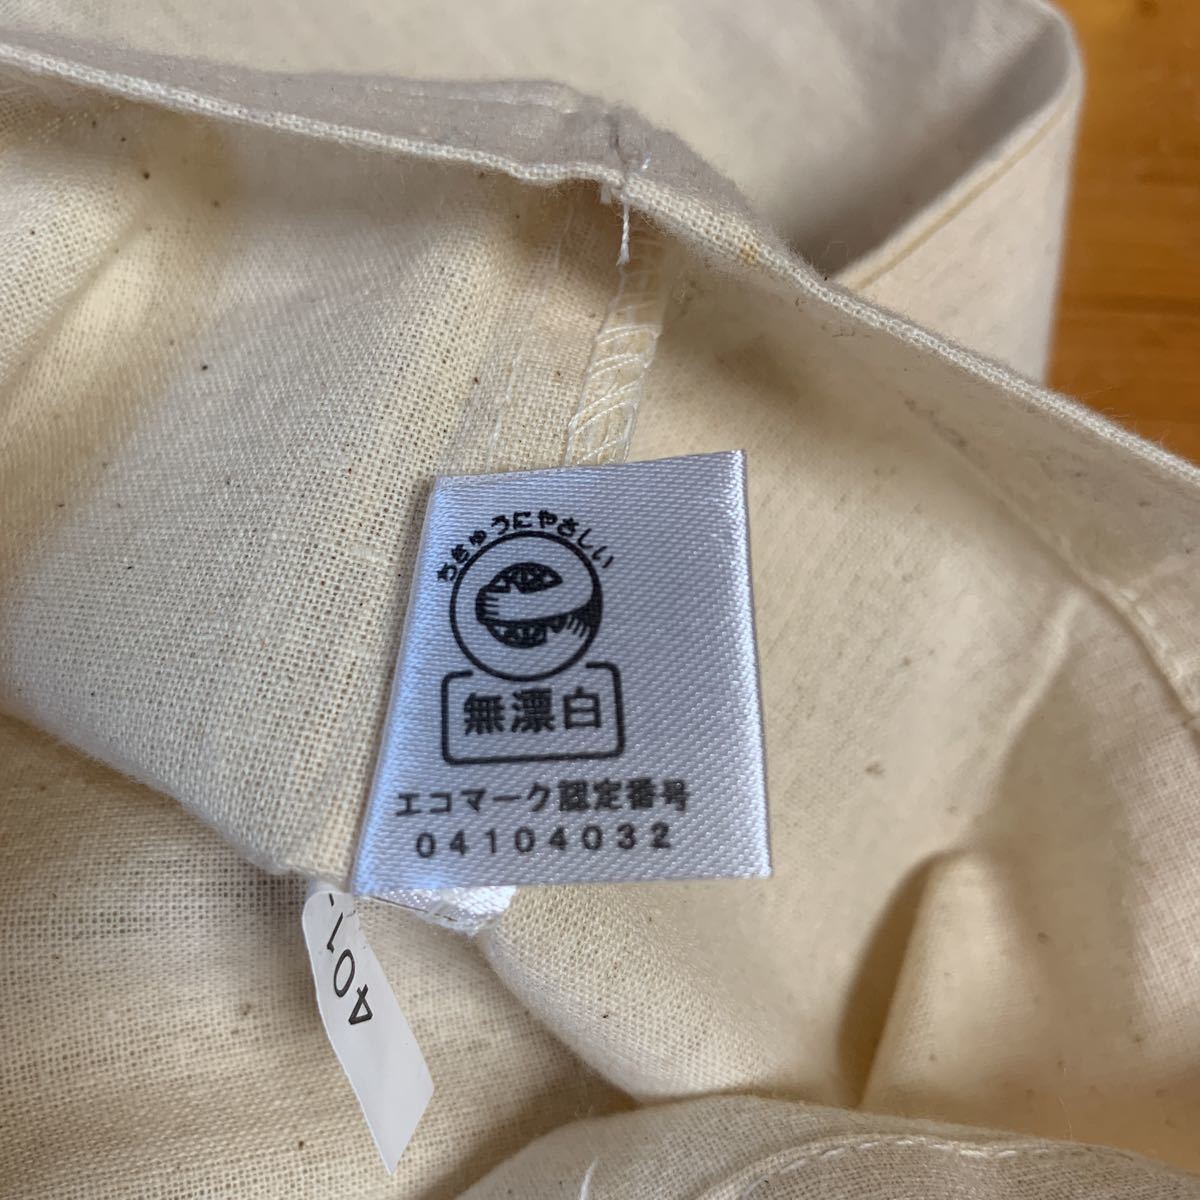 ちきゅうにやさしい
無漂白
エコマーク認定番号
04104032
401